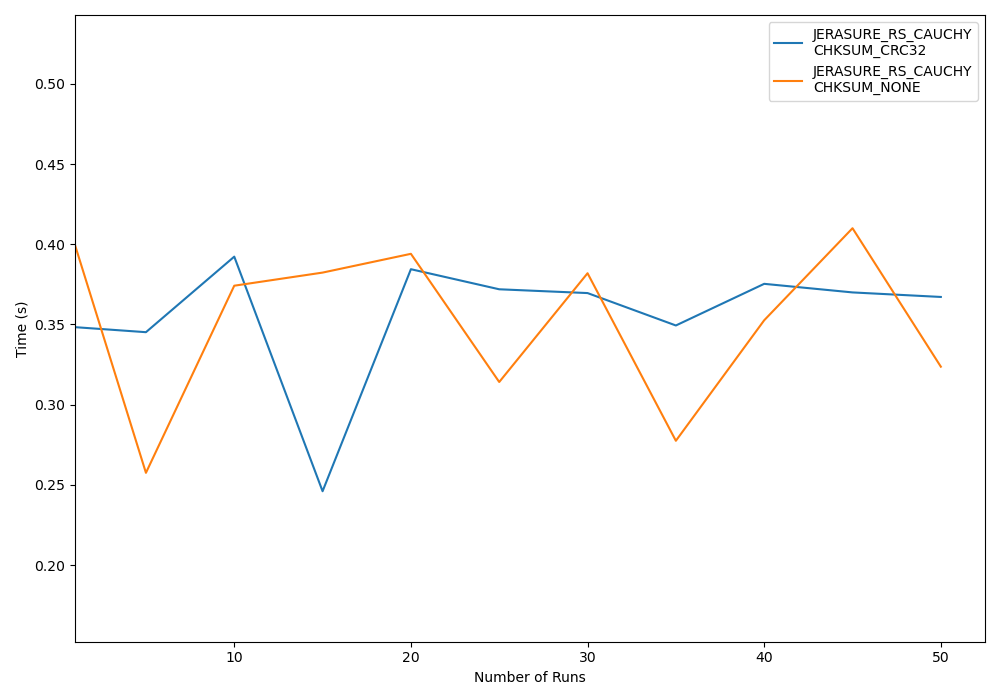 JERASURE_RS_CAUCHY
CHKSUM_CRC32
JERASURE_RS_CAUCHY
CHKSUM_NONE
0.50
0.45
0.40
0.35
0.30
0.25
0.20
Time (s)
10 20 30 40 50
Number of Runs